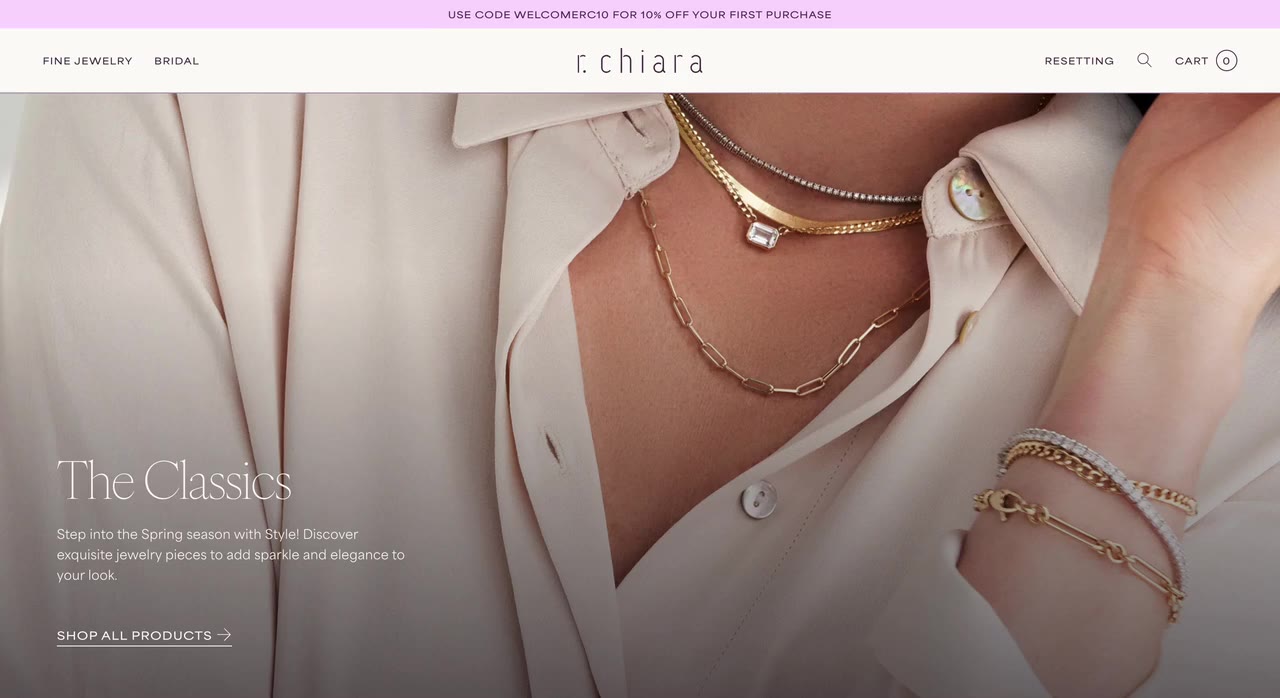 USE CODE WELCOMERC10 FOR 10% OFF YOUR FIRST PURCHASE
FINE JEWELRY
BRIDAL
r. chiara
RESETTING
CART
0
The Classics
Step into the Spring season with Style! Discover
exquisite jewelry pieces to add sparkle and elegance to
your look.
SHOP ALL PRODUCTS